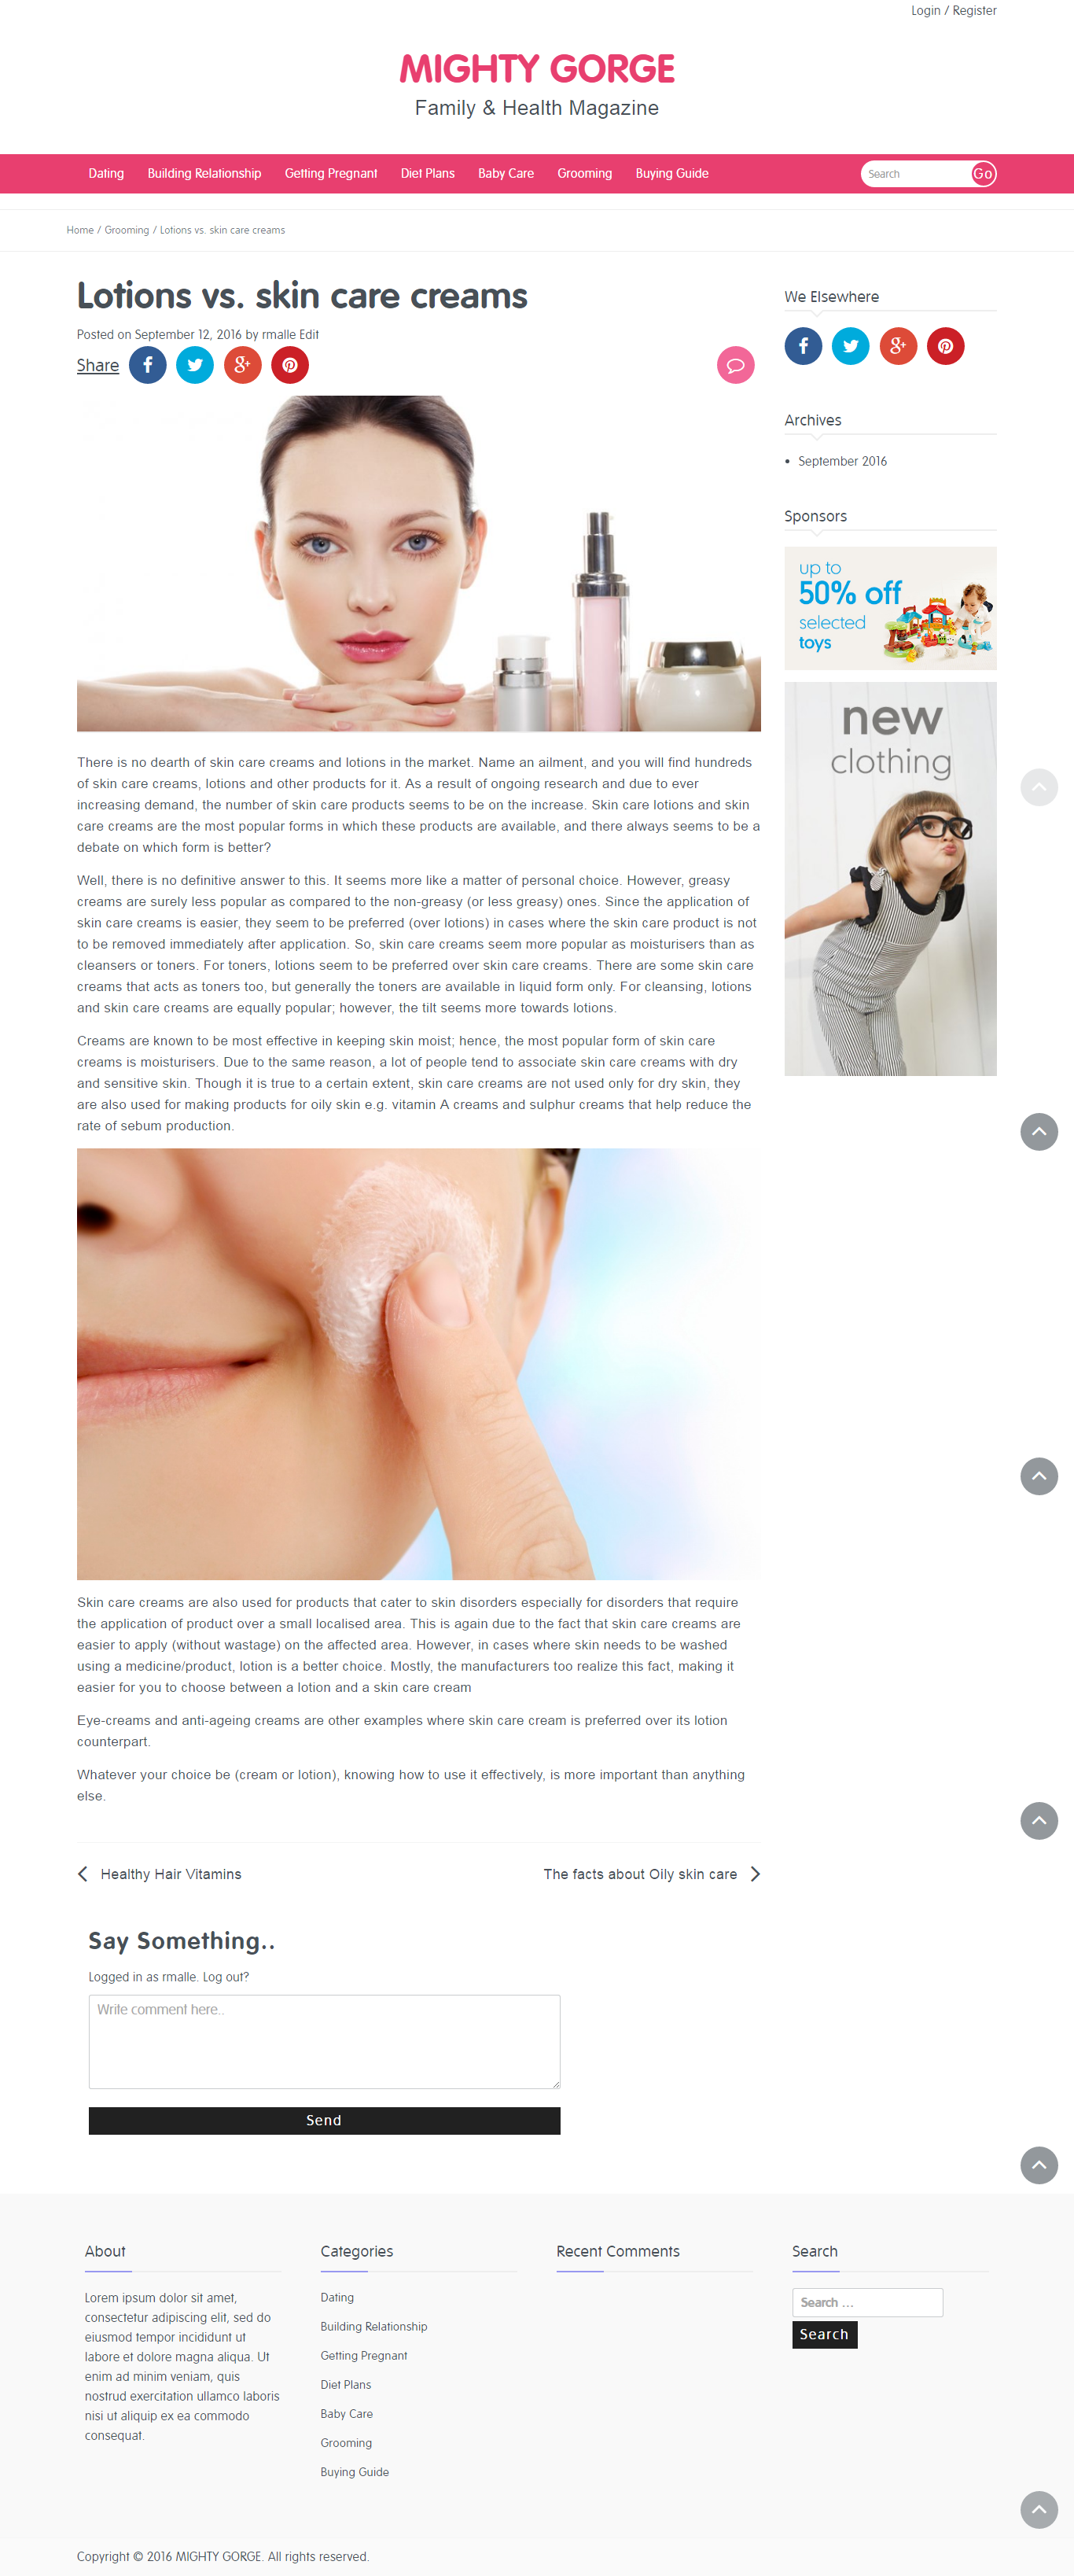 Login / Register
MIGHTY GORGE
Family & Health Magazine
Dating Building Relationship Getting Pregnant Diet Plans Baby Care Grooming Buying Guide Search Go
Home / Grooming / Lotions vs. skin care creams
Lotions vs. skin care creams
Posted on September 12, 2016 by rmalle Edit
Share
There is no dearth of skin care creams and lotions in the market. Name an ailment, and you will find hundreds
of skin care creams, lotions and other products for it. As a result of ongoing research and due to ever
increasing demand, the number of skin care products seems to be on the increase. Skin care lotions and skin
care creams are the most popular forms in which these products are available, and there always seems to be a
debate on which form is better?
Well, there is no definitive answer to this. It seems more like a matter of personal choice. However, greasy
creams are surely less popular as compared to the non-greasy (or less greasy) ones. Since the application of
skin care creams is easier, they seem to be preferred (over lotions) in cases where the skin care product is not
to be removed immediately after application. So, skin care creams seem more popular as moisturisers than as
cleansers or toners. For toners, lotions seem to be preferred over skin care creams. There are some skin care
creams that acts as toners too, but generally the toners are available in liquid form only. For cleansing, lotions
and skin care creams are equally popular; however, the tilt seems more towards lotions.
Creams are known to be most effective in keeping skin moist; hence, the most popular form of skin care
creams is moisturisers. Due to the same reason, a lot of people tend to associate skin care creams with dry
and sensitive skin. Though it is true to a certain extent, skin care creams are not used only for dry skin, they
are also used for making products for oily skin e.g. vitamin A creams and sulphur creams that help reduce the
rate of sebum production.
Skin care creams are also used for products that cater to skin disorders especially for disorders that require
the application of product over a small localised area. This is again due to the fact that skin care creams are
easier to apply (without wastage) on the affected area. However, in cases where skin needs to be washed
using a medicine/product, lotion is a better choice. Mostly, the manufacturers too realize this fact, making it
easier for you to choose between a lotion and a skin care cream
Eye-creams and anti-ageing creams are other examples where skin care cream is preferred over its lotion
counterpart.
Whatever your choice be (cream or lotion), knowing how to use it effectively, is more important than anything
else.
Healthy Hair Vitamins
The facts about Oily skin care
Say Something..
Logged in as rmalle. Log out?
Write comment here..
Send
We Elsewhere
Archives
• September 2016
Sponsors
up to
50% off
selected
toys
new
clothing
About
Lorem ipsum dolor sit amet,
consectetur adipiscing elit, sed do
eiusmod tempor incididunt ut
labore et dolore magna aliqua. Ut
enim ad minim veniam, quis
nostrud exercitation ullamco laboris
nisi ut aliquip ex ea commodo
consequat.
Categories
Dating
Building Relationship
Getting Pregnant
Diet Plans
Baby Care
Grooming
Buying Guide
Recent Comments
Search
Search ...
Search
Copyright © 2016 MIGHTY GORGE. All rights reserved.